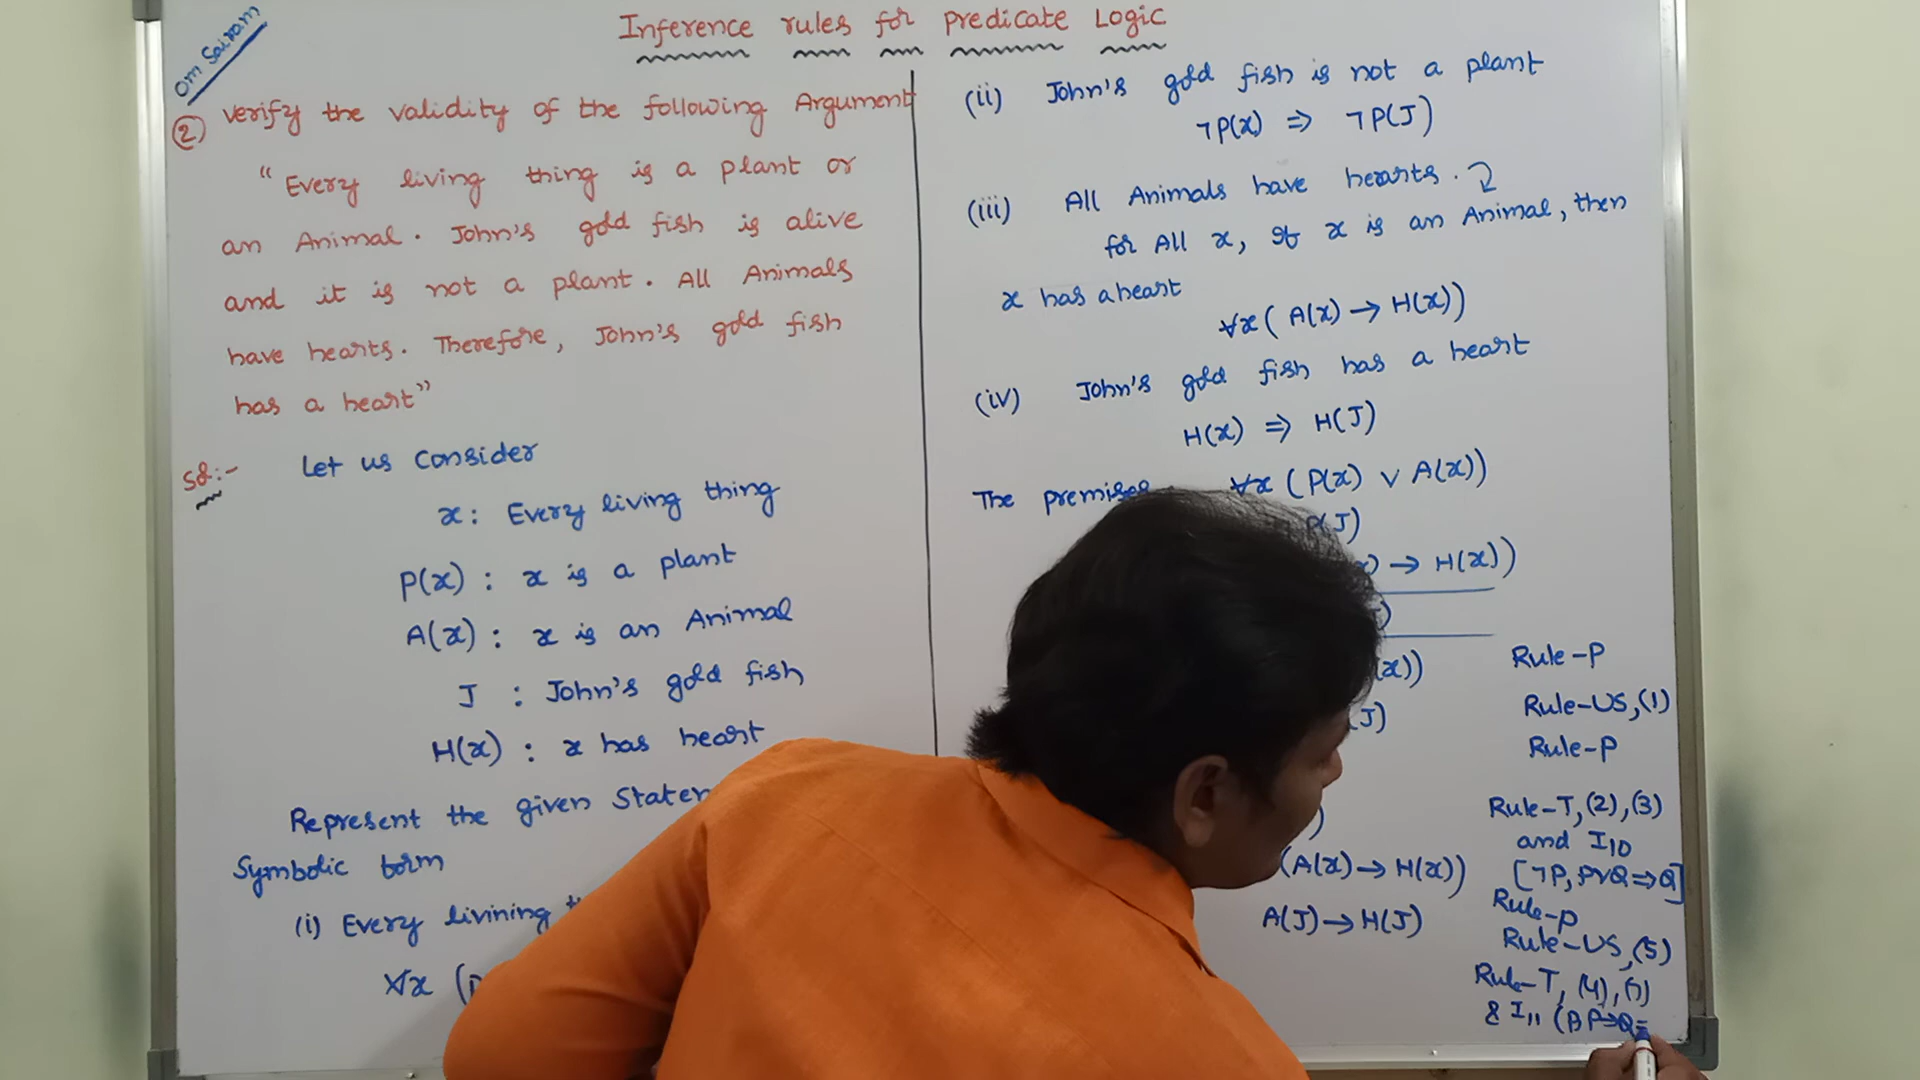 Om Sairam
Inference rules for predicate Logic
② Verify the validity of the following Argument
“ Every living thing is a plant or
an Animal. John's gold fish is alive
and it is not a plant. All Animals
have hearts. Therefore, John's gold fish
has a heart”
Sol:- Let us consider
x: Every living thing
P(x) : x is a plant
A(x) : x is an Animal
J : John's gold fish
H(x) : x has heart
Represent the given Statem
Symbolic form
(i) Every livining
∀x (
(ii) John's gold fish is not a plant
¬P(x) ⇒ ¬P(J)
(iii) All Animals have hearts.
for All x, If x is an Animal, then
x has a heart
∀x ( A(x) → H(x))
(iv) John's gold fish has a heart
H(x) ⇒ H(J)
The premises ∀x (P(x) ∨ A(x))
P(J)
) → H(x))
)
(x)) Rule-P
J) Rule-US,(1)
Rule-P
) Rule-T,(2),(3)
and I10
[¬P, P∨Q⇒Q]
(A(x) → H(x)) Rule-P
A(J) → H(J) Rule-US,(5)
Rule-T, (4),
& I11 (P, P→Q=